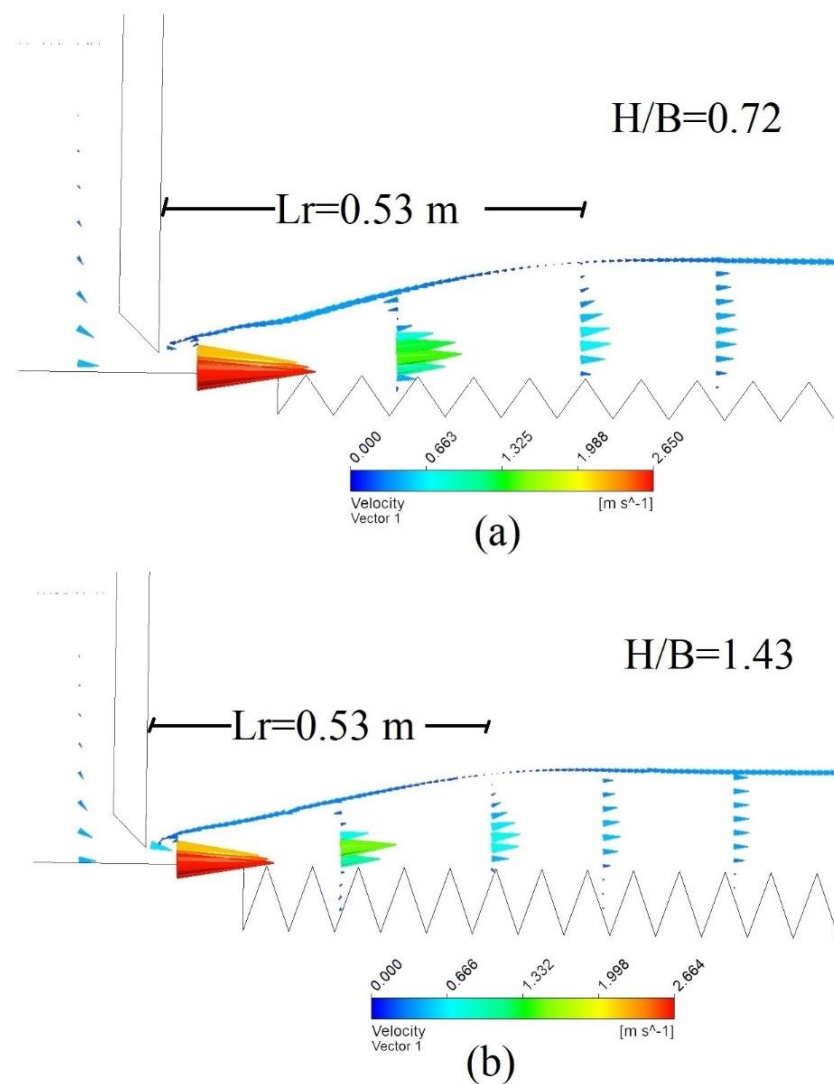 H/B=0.72
Lr=0.53 m
0.000 0.663 1.325 1.988 2.650
Velocity [m s^-1]
Vector 1
(a)
H/B=1.43
Lr=0.53 m
0.000 0.666 1.332 1.998 2.664
Velocity [m s^-1]
Vector 1
(b)